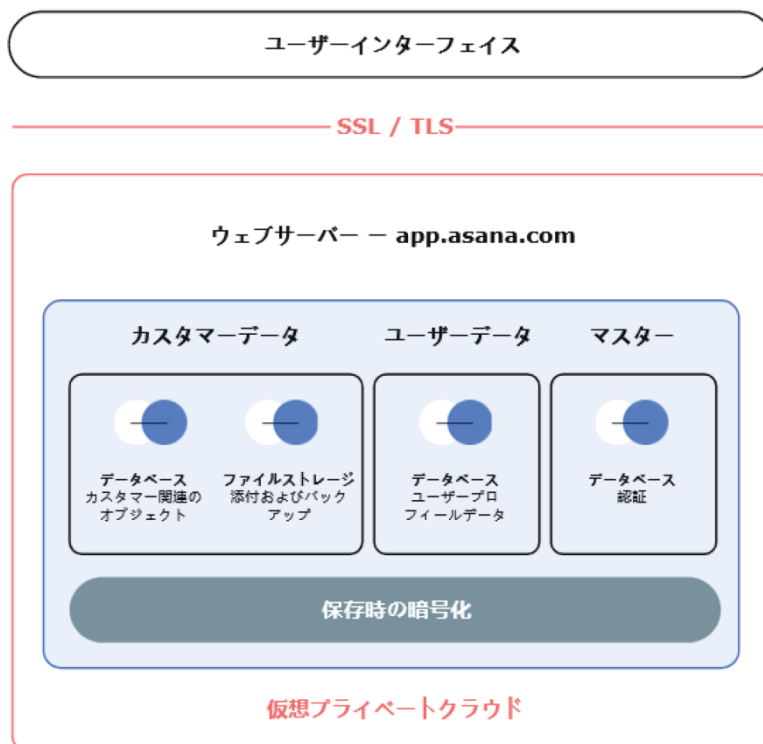 ユーザーインターフェイス
SSL / TLS
ウェブサーバー － app.asana.com
カスタマーデータ
ユーザーデータ
マスター
データベース
カスタマー関連の
オブジェクト
ファイルストレージ
添付およびバック
アップ
データベース
ユーザープロ
フィールデータ
データベース
認証
保存時の暗号化
仮想プライベートクラウド